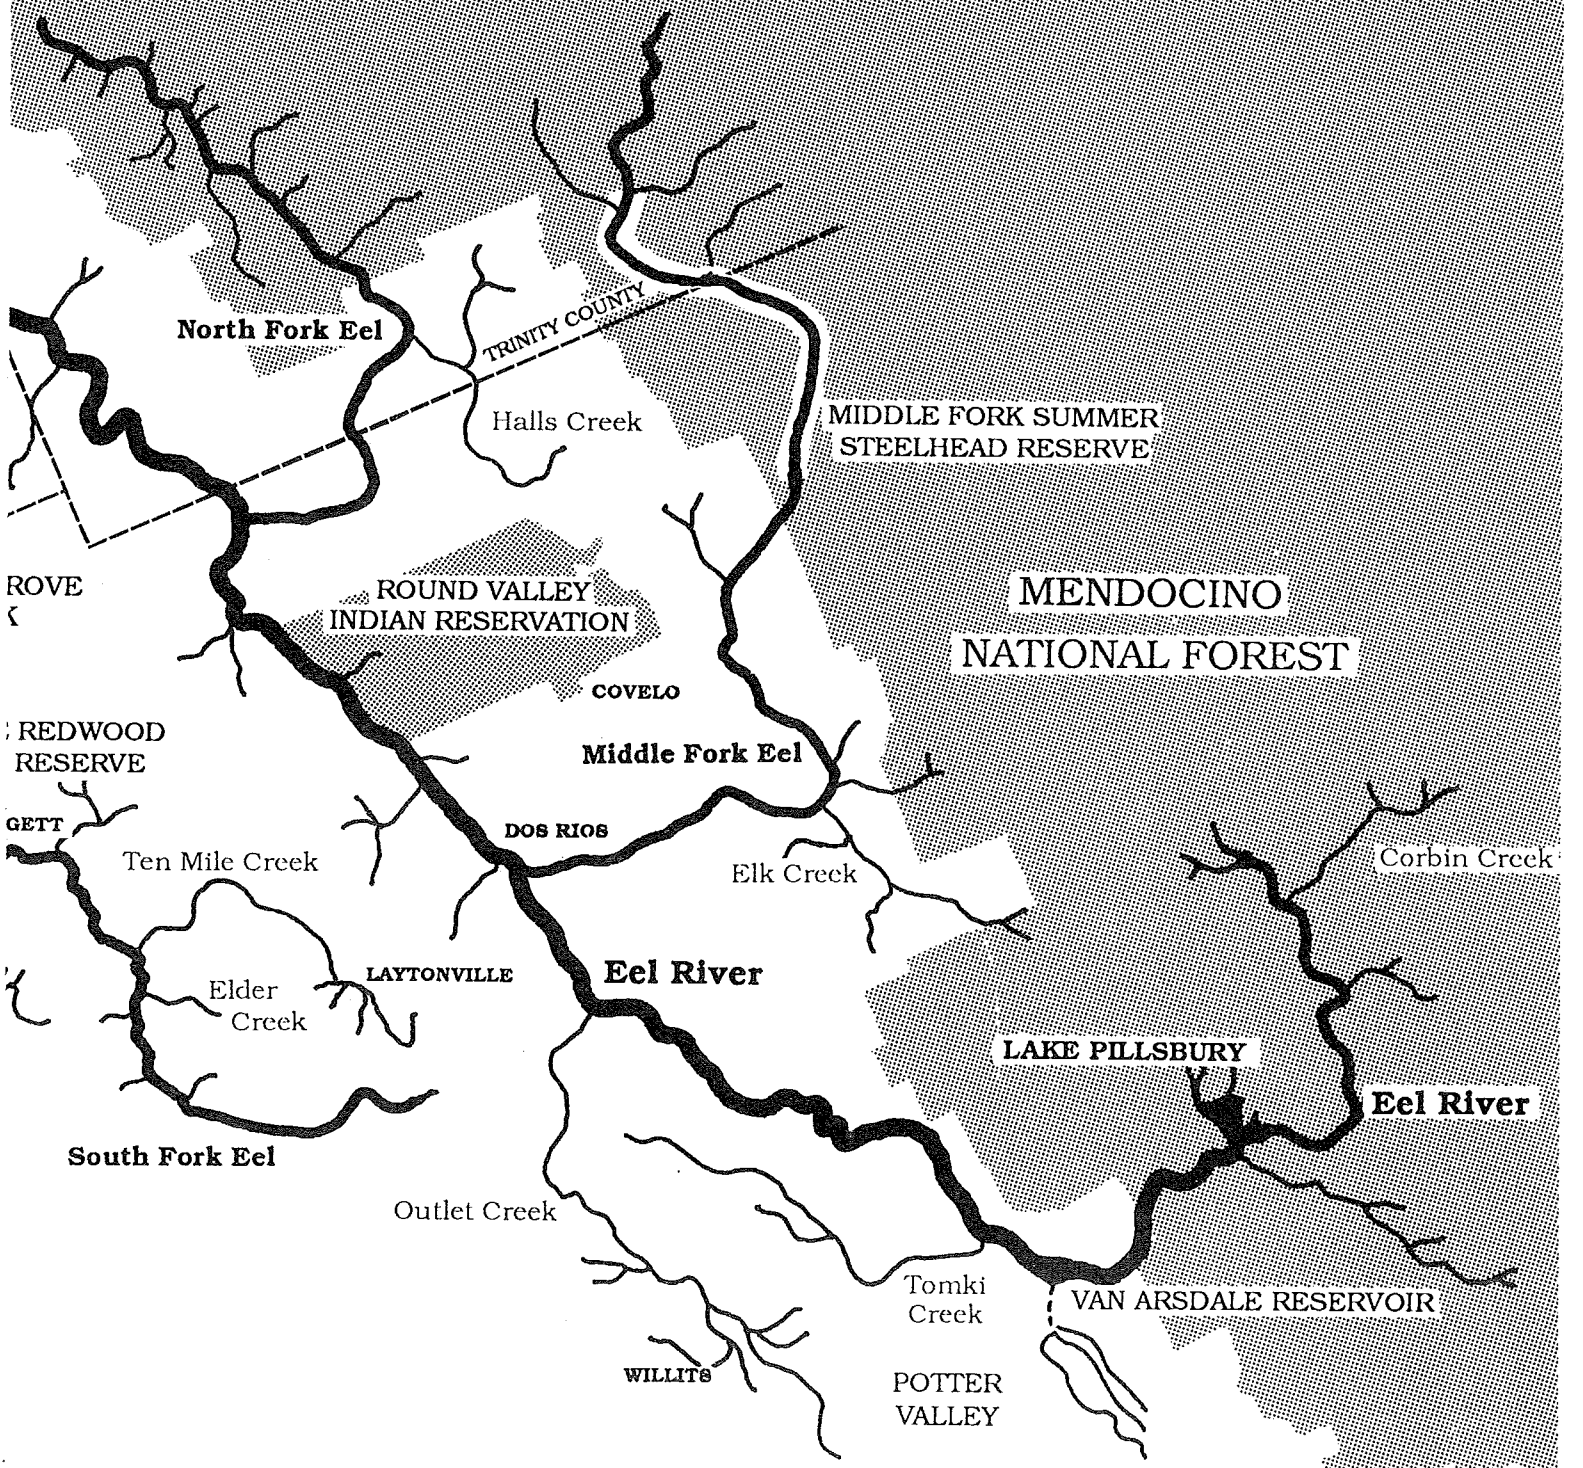 North Fork Eel
TRINITY COUNTY
Halls Creek
MIDDLE FORK SUMMER
STEELHEAD RESERVE
ROVE
K
ROUND VALLEY
INDIAN RESERVATION
MENDOCINO
NATIONAL FOREST
COVELO
REDWOOD
RESERVE
Middle Fork Eel
GETT
DOS RIOS
Ten Mile Creek
Elk Creek
Corbin Creek
LAYTONVILLE
Eel River
Elder
Creek
LAKE PILLSBURY
Eel River
South Fork Eel
Outlet Creek
Tomki
Creek
VAN ARSDALE RESERVOIR
WILLITS
POTTER
VALLEY